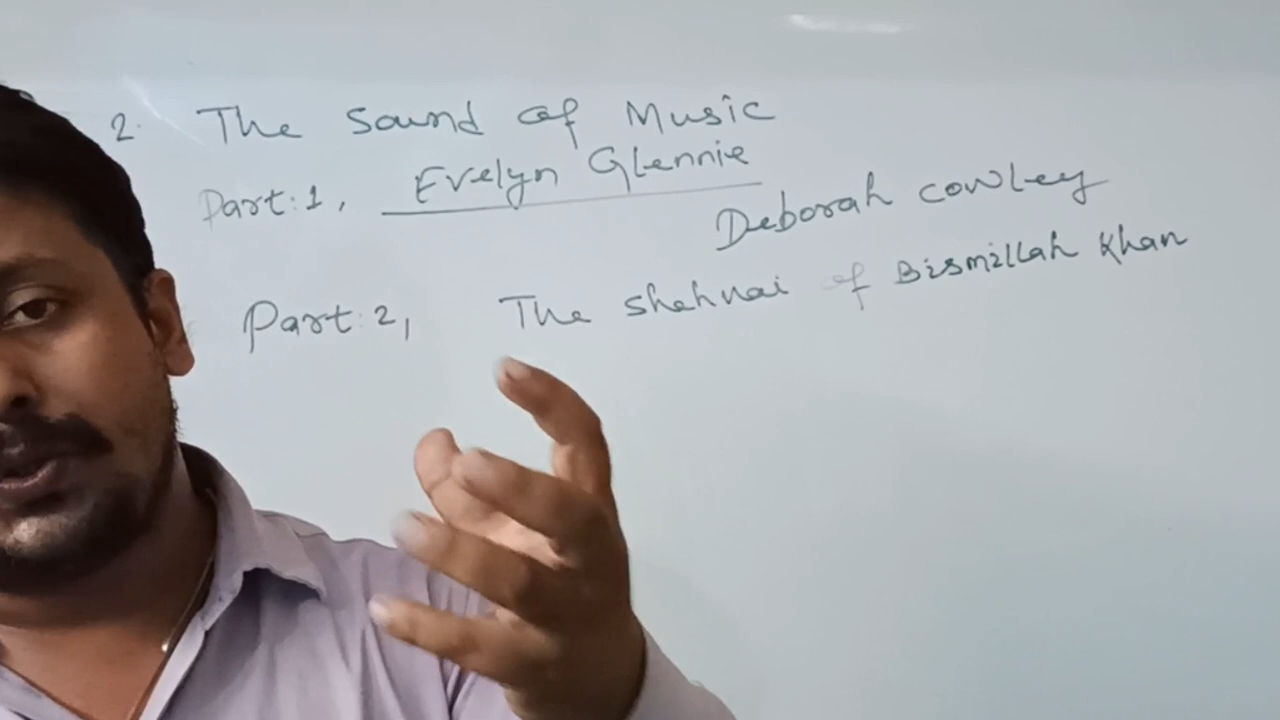 2. The Sound of Music
Part:1, Evelyn Glennie
Deborah Cowley
Part:2, The Shehnai of Bismillah Khan